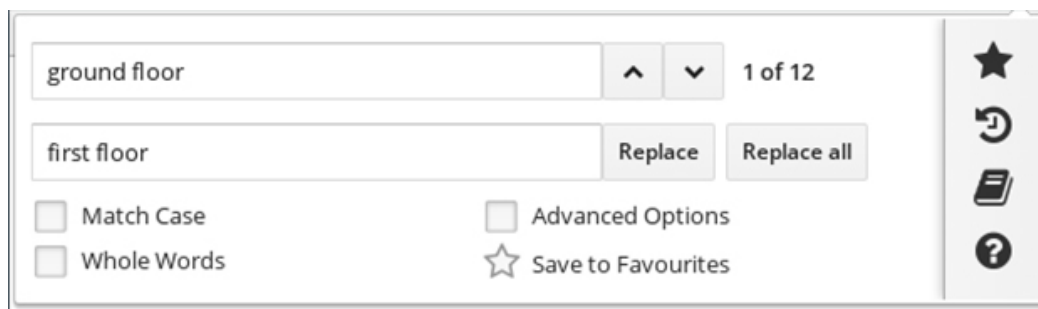 ground floor 1 of 12
first floor Replace Replace all
Match Case Advanced Options
Whole Words Save to Favourites